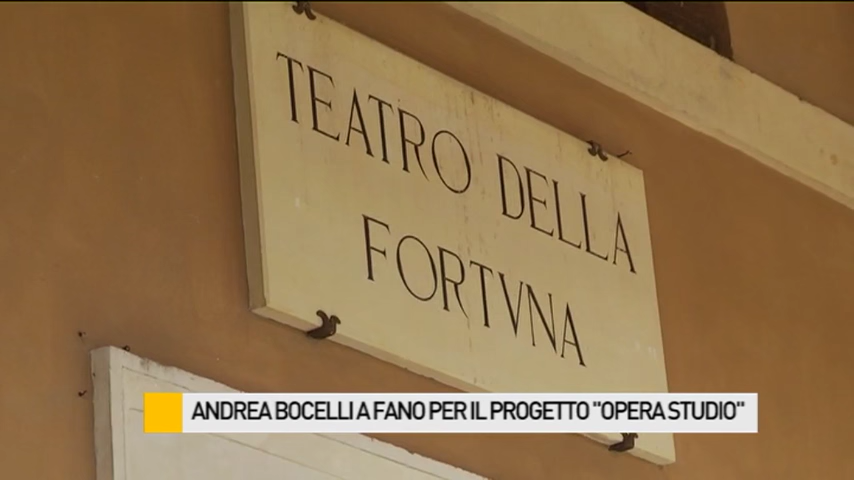 TEATRO DELLA
FORTVNA
ANDREA BOCELLI A FANO PER IL PROGETTO "OPERA STUDIO"